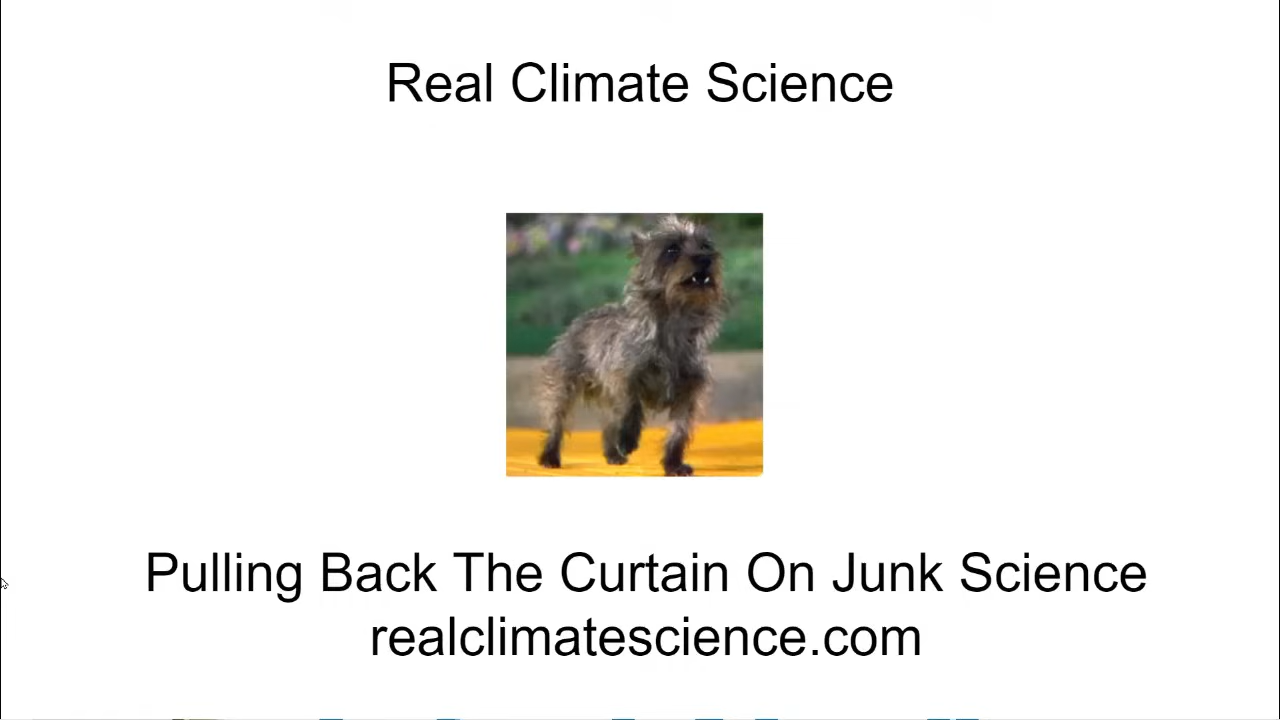 Real Climate Science
Pulling Back The Curtain On Junk Science
realclimatescience.com